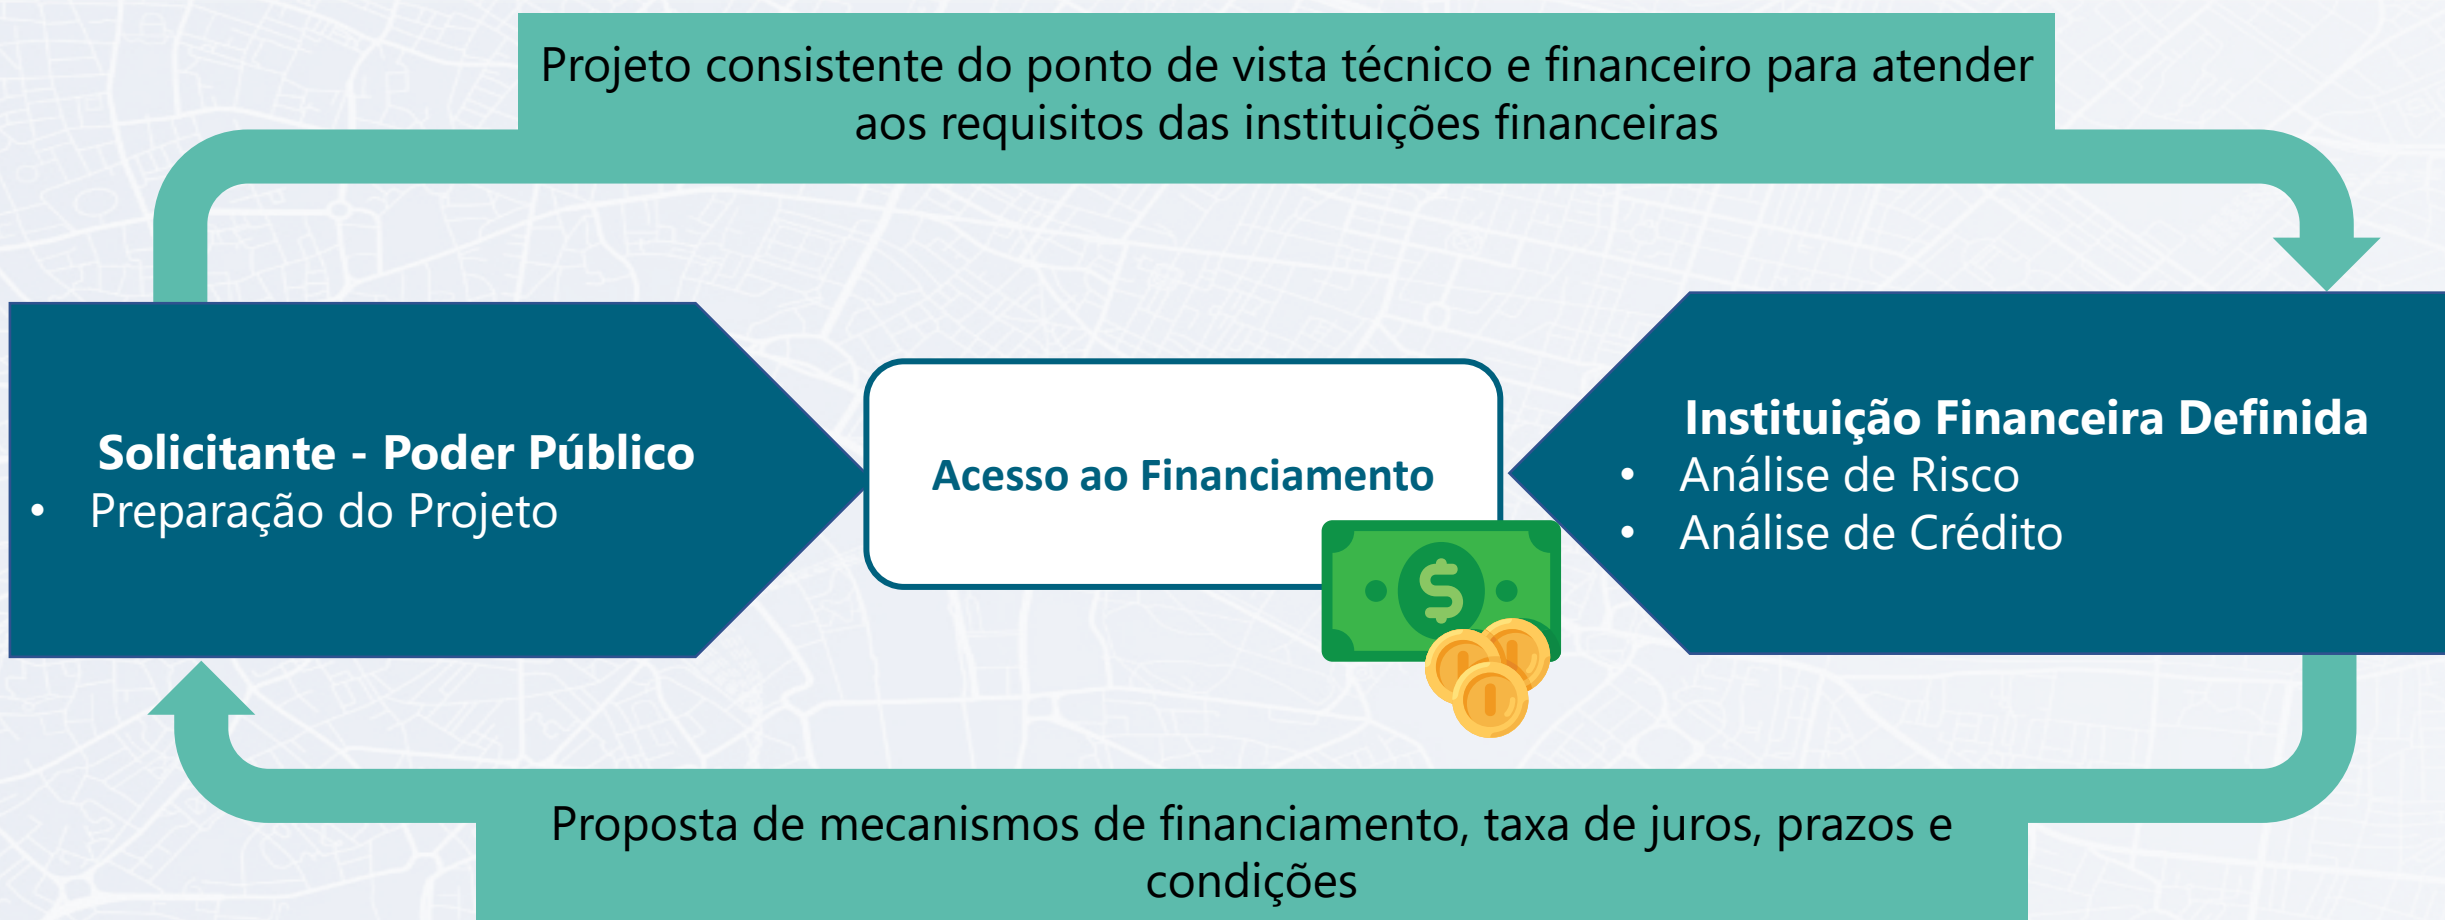 Projeto consistente do ponto de vista técnico e financeiro para atender
aos requisitos das instituições financeiras
Solicitante - Poder Público
• Preparação do Projeto
Acesso ao Financiamento
$
Instituição Financeira Definida
• Análise de Risco
• Análise de Crédito
Proposta de mecanismos de financiamento, taxa de juros, prazos e
condições